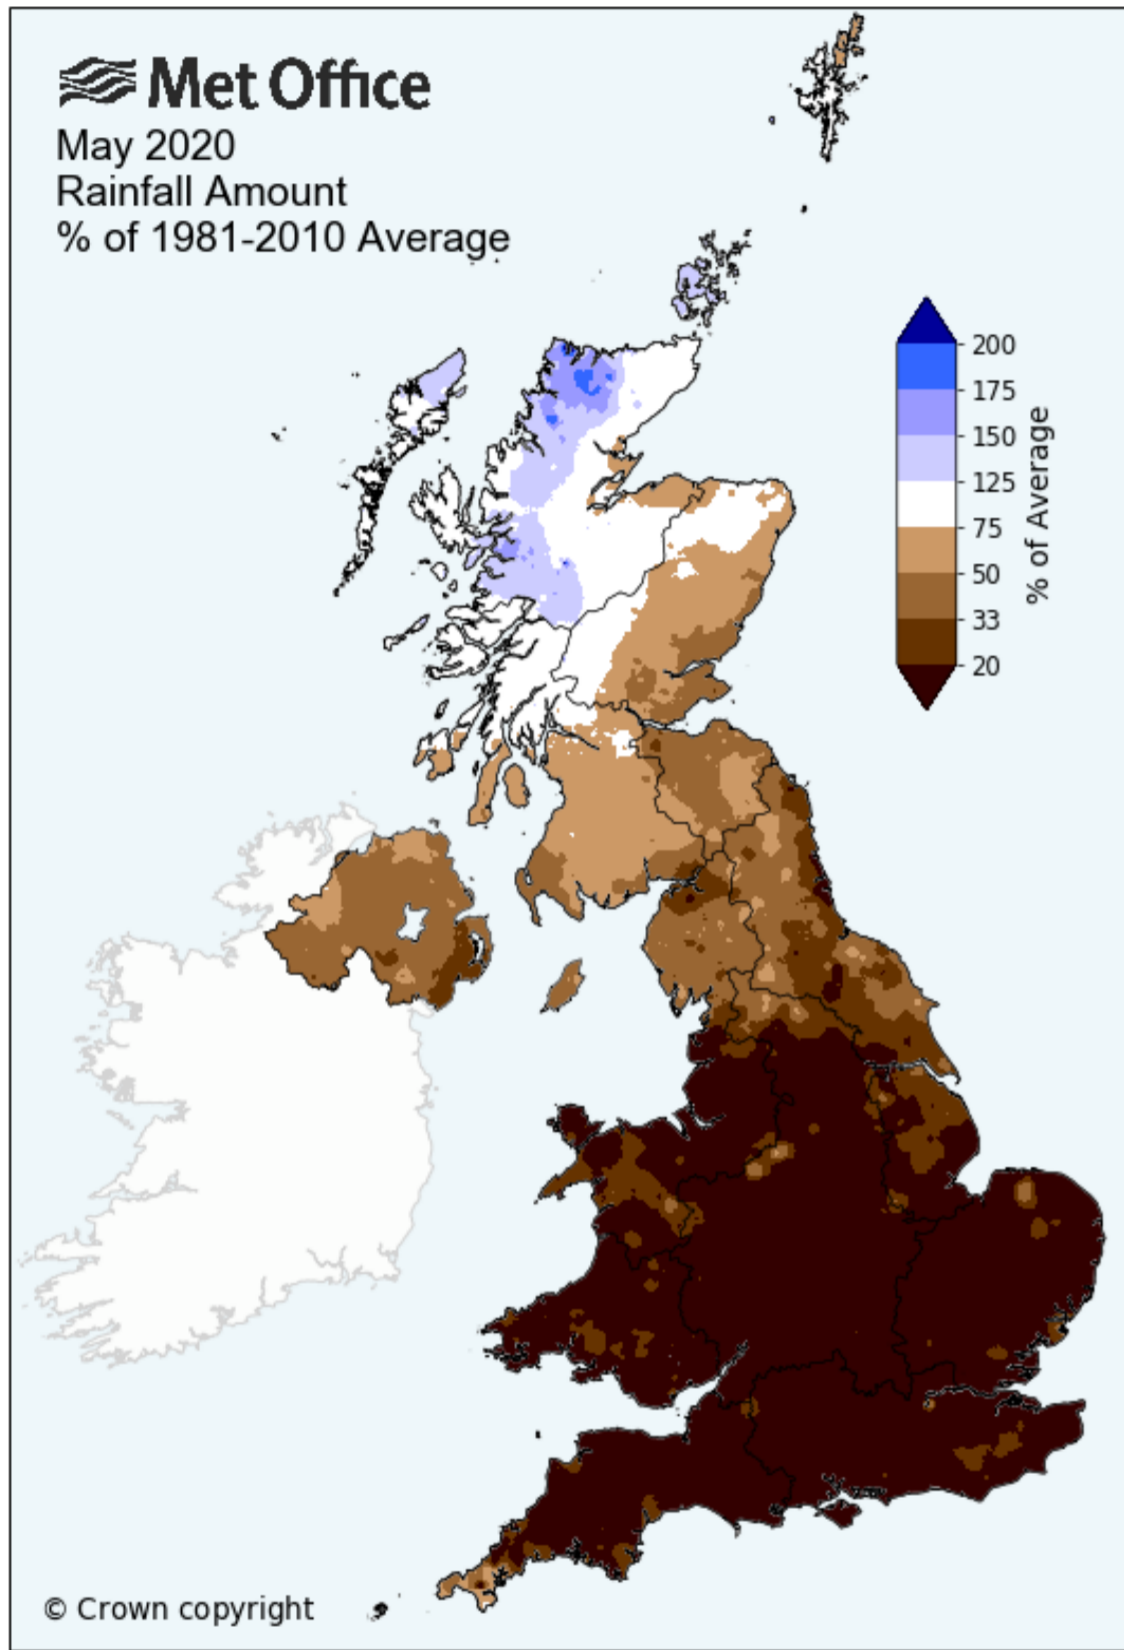 Met Office
May 2020
Rainfall Amount
% of 1981-2010 Average
200
175
150
125
75
50
33
20
% of Average
© Crown copyright